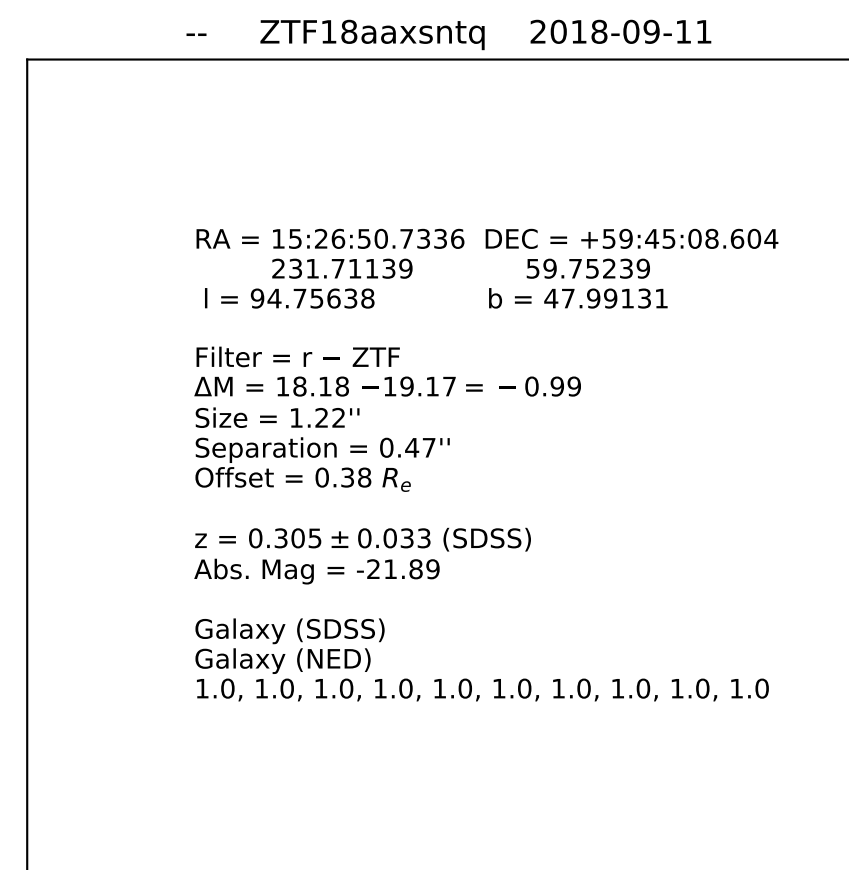 -- ZTF18aaxsntq 2018-09-11
RA = 15:26:50.7336 DEC = +59:45:08.604
231.71139 59.75239
l = 94.75638 b = 47.99131
Filter = r − ZTF
ΔM = 18.18 −19.17 = − 0.99
Size = 1.22''
Separation = 0.47''
Offset = 0.38 Rₑ
z = 0.305 ± 0.033 (SDSS)
Abs. Mag = -21.89
Galaxy (SDSS)
Galaxy (NED)
1.0, 1.0, 1.0, 1.0, 1.0, 1.0, 1.0, 1.0, 1.0, 1.0